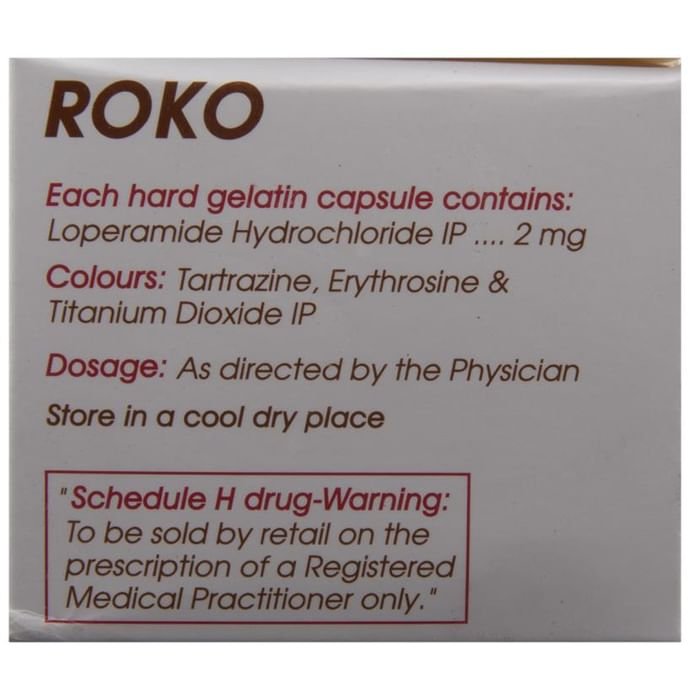 ROKO
Each hard gelatin capsule contains:
Loperamide Hydrochloride IP .... 2 mg
Colours: Tartrazine, Erythrosine &
Titanium Dioxide IP
Dosage: As directed by the Physician
Store in a cool dry place
"Schedule H drug-Warning:
To be sold by retail on the
prescription of a Registered
Medical Practitioner only."